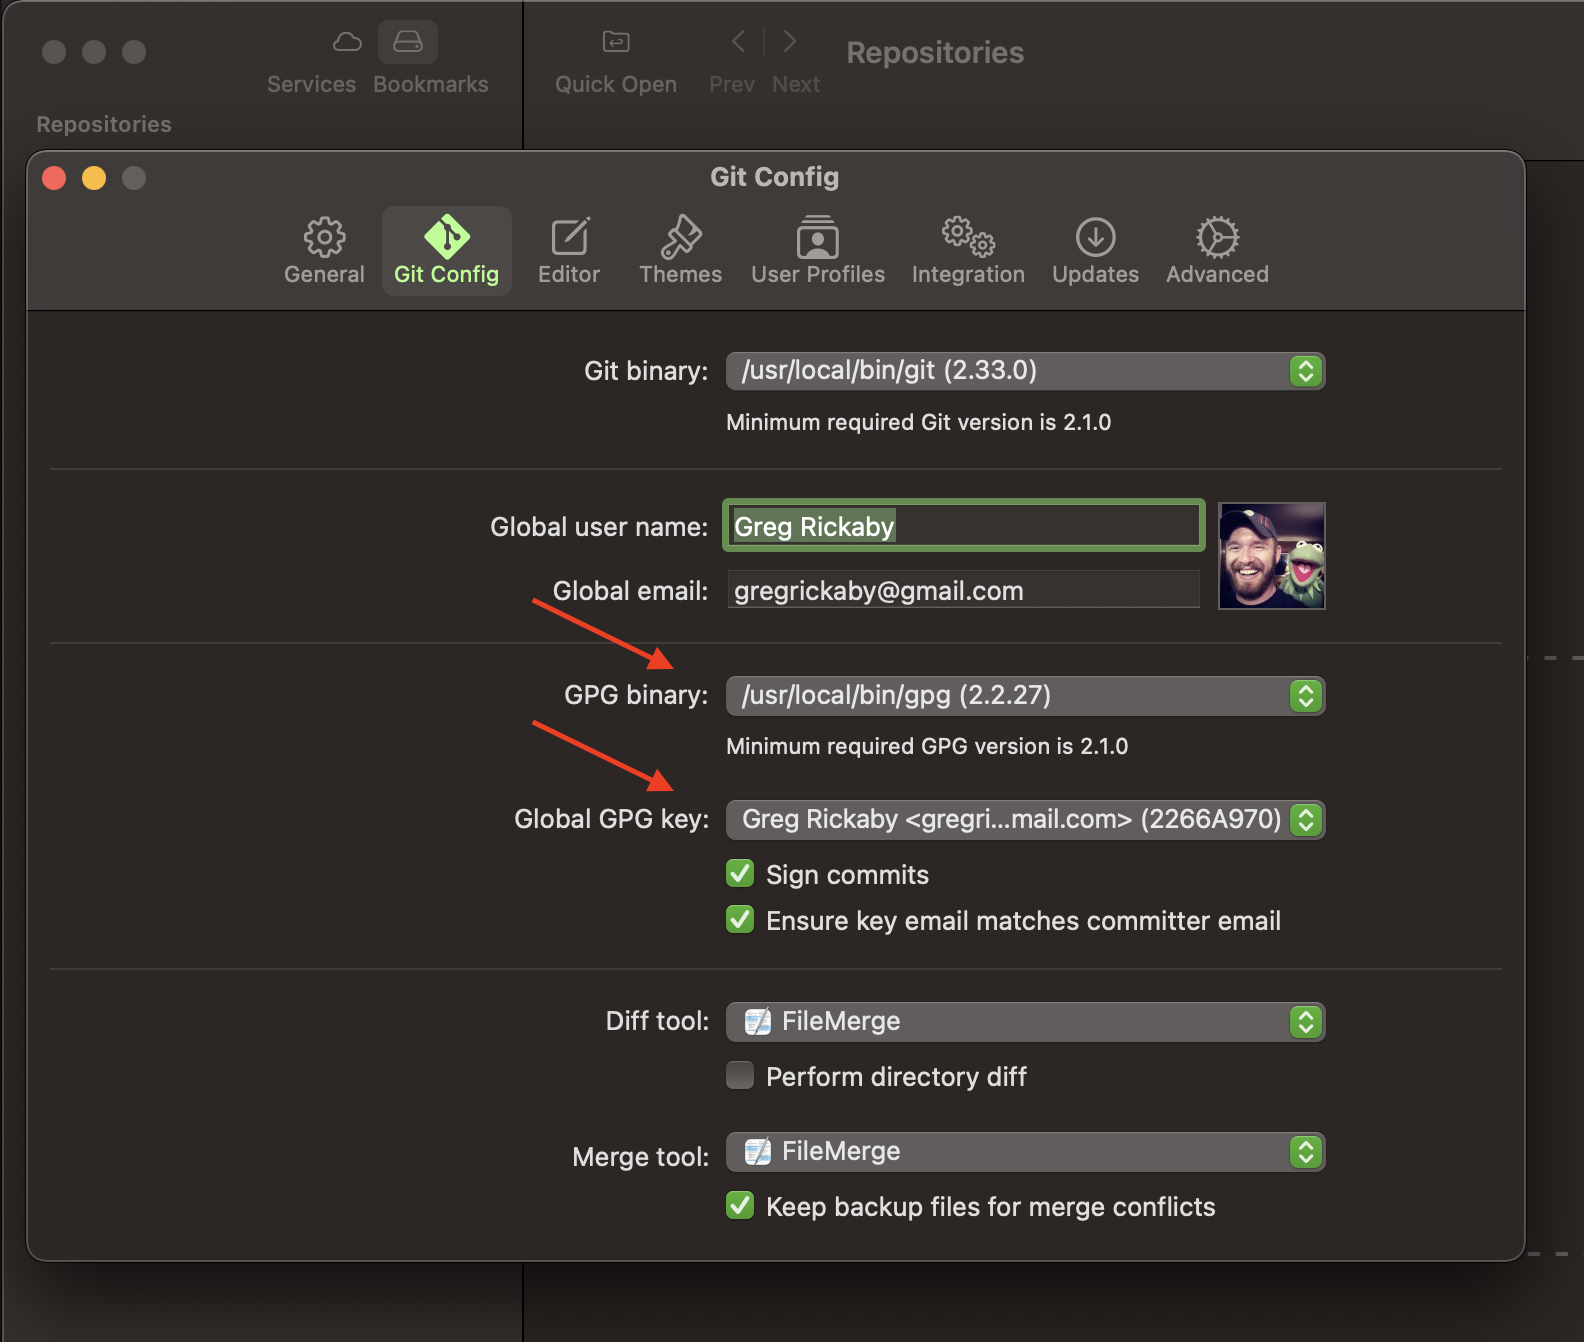 Services Bookmarks
Quick Open
Prev Next
Repositories
Repositories
Git Config
General Git Config Editor Themes User Profiles Integration Updates Advanced
Git binary: /usr/local/bin/git (2.33.0)
Minimum required Git version is 2.1.0
Global user name: Greg Rickaby
Global email: gregrickaby@gmail.com
GPG binary: /usr/local/bin/gpg (2.2.27)
Minimum required GPG version is 2.1.0
Global GPG key: Greg Rickaby <gregri...mail.com> (2266A970)
Sign commits
Ensure key email matches committer email
Diff tool: FileMerge
Perform directory diff
Merge tool: FileMerge
Keep backup files for merge conflicts